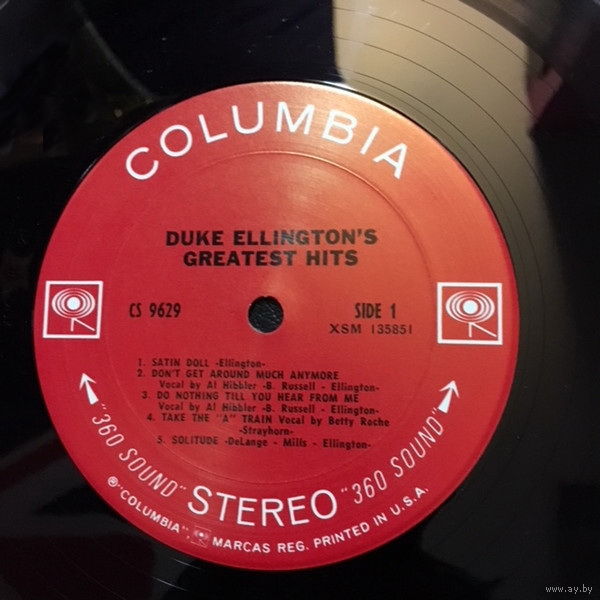 COLUMBIA
DUKE ELLINGTON'S
GREATEST HITS
CS 9629
SIDE 1
XSM 135851
1. SATIN DOLL -Ellington-
2. DON'T GET AROUND MUCH ANYMORE
Vocal by Al Hibbler -B. Russell - Ellington-
3. DO NOTHING TILL YOU HEAR FROM ME
Vocal by Al Hibbler -B. Russell - Ellington-
4. TAKE THE "A" TRAIN Vocal by Betty Roche
-Strayhorn-
5. SOLITUDE -DeLange - Mills - Ellington-
"360 SOUND" STEREO "360 SOUND"
®"COLUMBIA", MARCAS REG. PRINTED IN U.S.A.
www.ay.by